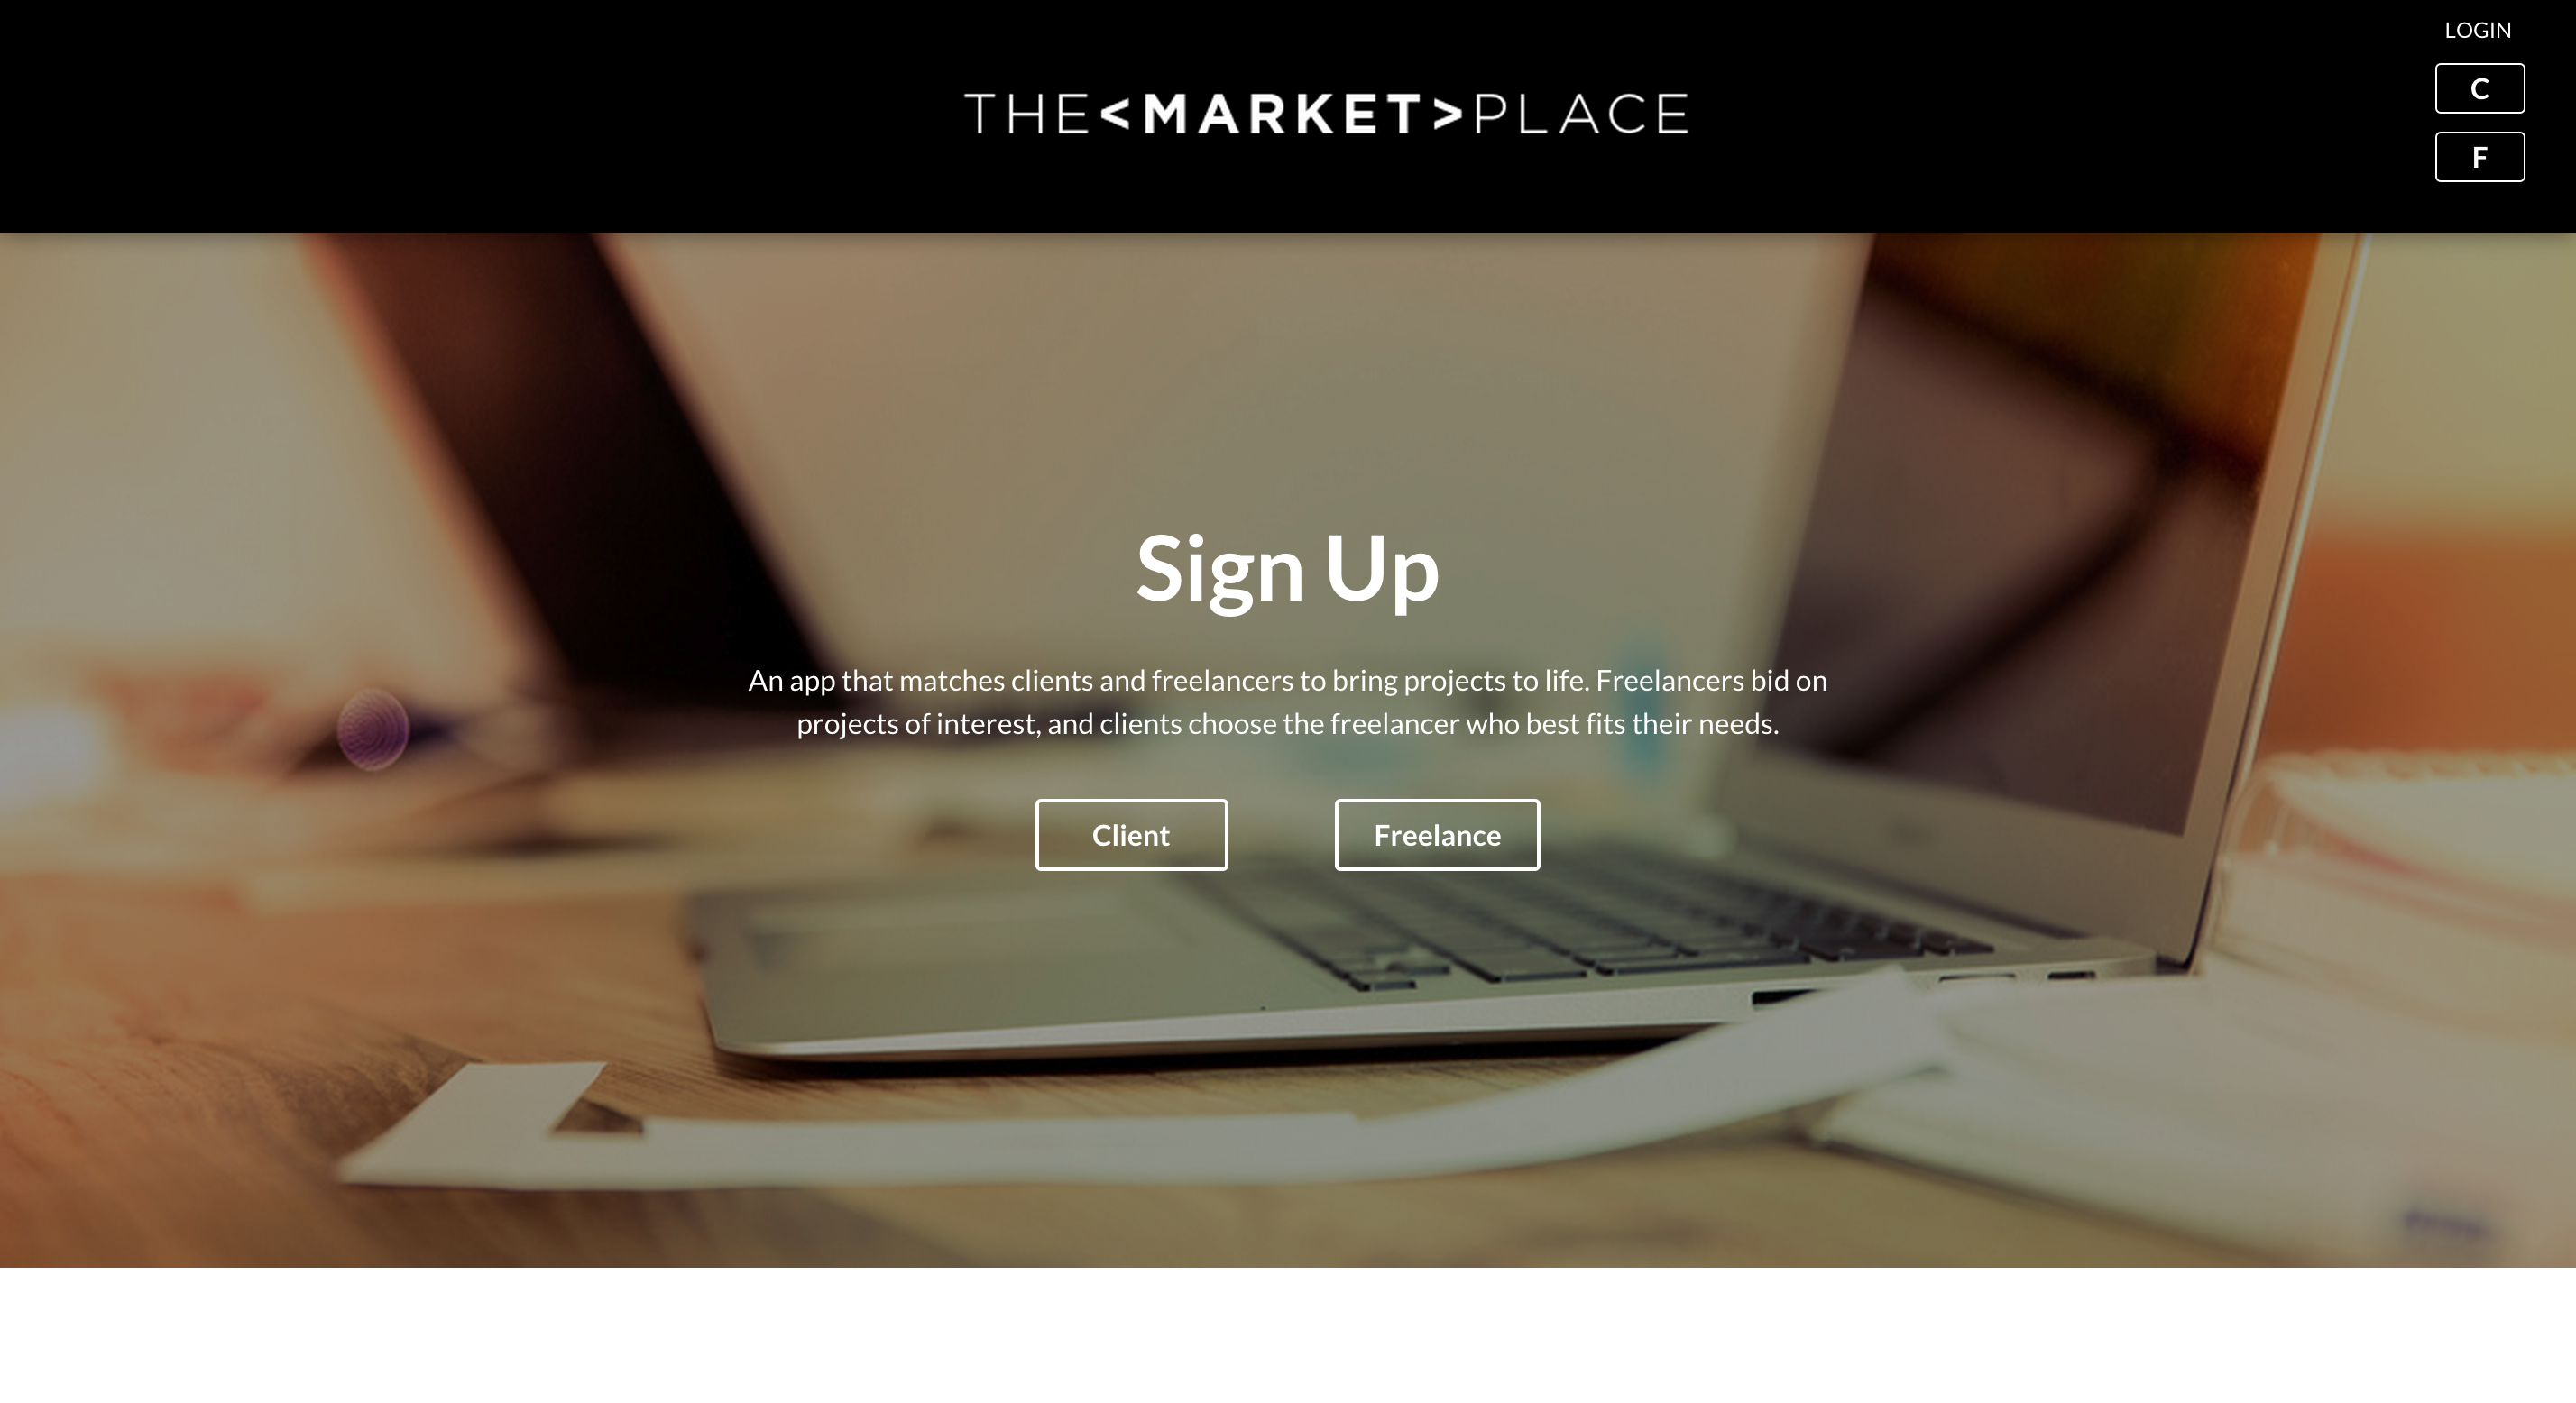 LOGIN
THE<MARKET>PLACE
C
F
Sign Up
An app that matches clients and freelancers to bring projects to life. Freelancers bid on
projects of interest, and clients choose the freelancer who best fits their needs.
Client
Freelance